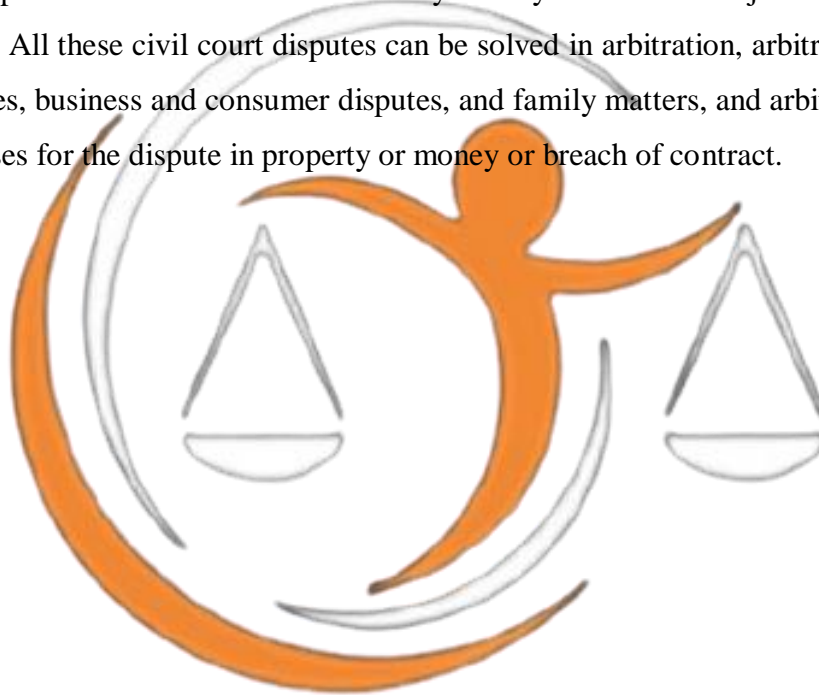 All these civil court disputes can be solved in arbitration, arbitr
es, business and consumer disputes, and family matters, and arbi
ses for the dispute in property or money or breach of contract.